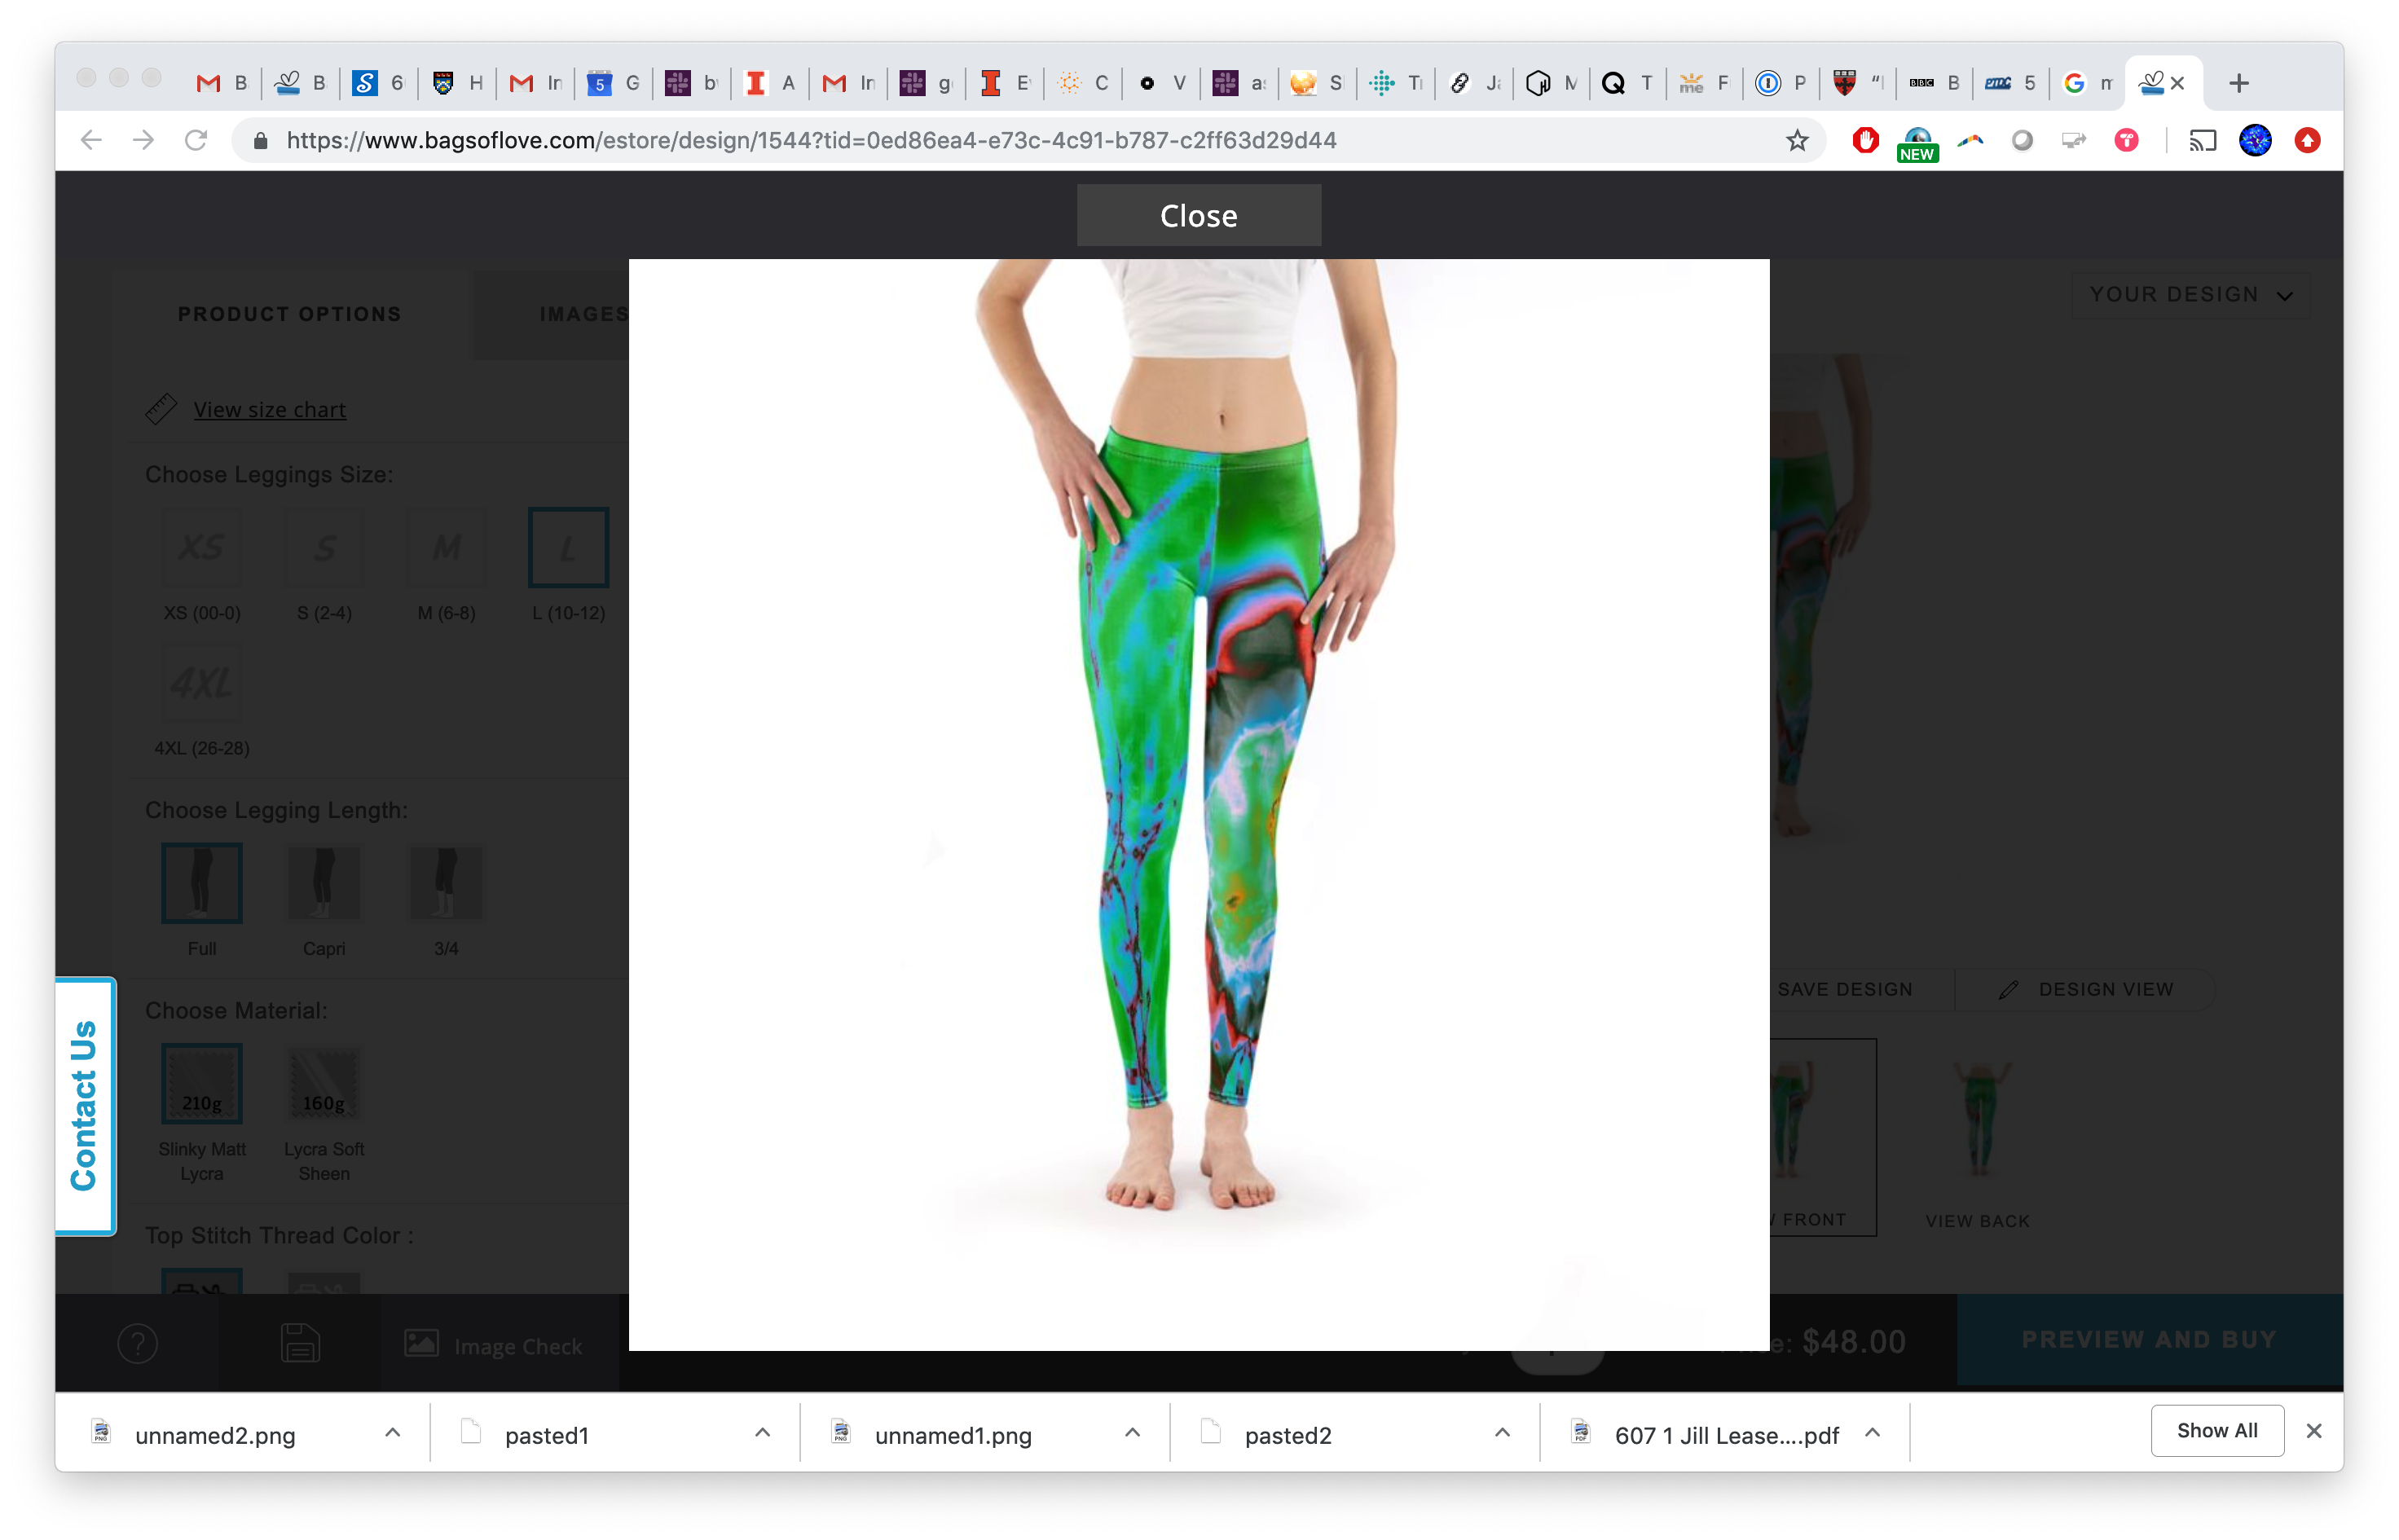 B
B
6
H
In
5
G
b
A
In
g
E
C
V
a
S
T
J
M
T
me
F
P
"
BBC
B
PTDC
5
m
https://www.bagsoflove.com/estore/design/1544?tid=0ed86ea4-e73c-4c91-b787-c2ff63d29d44
NEW
Close
PRODUCT OPTIONS
IMAGES
YOUR DESIGN
View size chart
Choose Leggings Size:
XS
S
M
L
XS (00-0)
S (2-4)
M (6-8)
L (10-12)
4XL
4XL (26-28)
Choose Legging Length:
Full
Capri
3/4
Choose Material:
210g
160g
Slinky Matt
Lycra
Lycra Soft
Sheen
Top Stitch Thread Color :
Contact Us
SAVE DESIGN
DESIGN VIEW
FRONT
VIEW BACK
Image Check
$48.00
PREVIEW AND BUY
unnamed2.png
pasted1
unnamed1.png
pasted2
607 1 Jill Lease....pdf
Show All